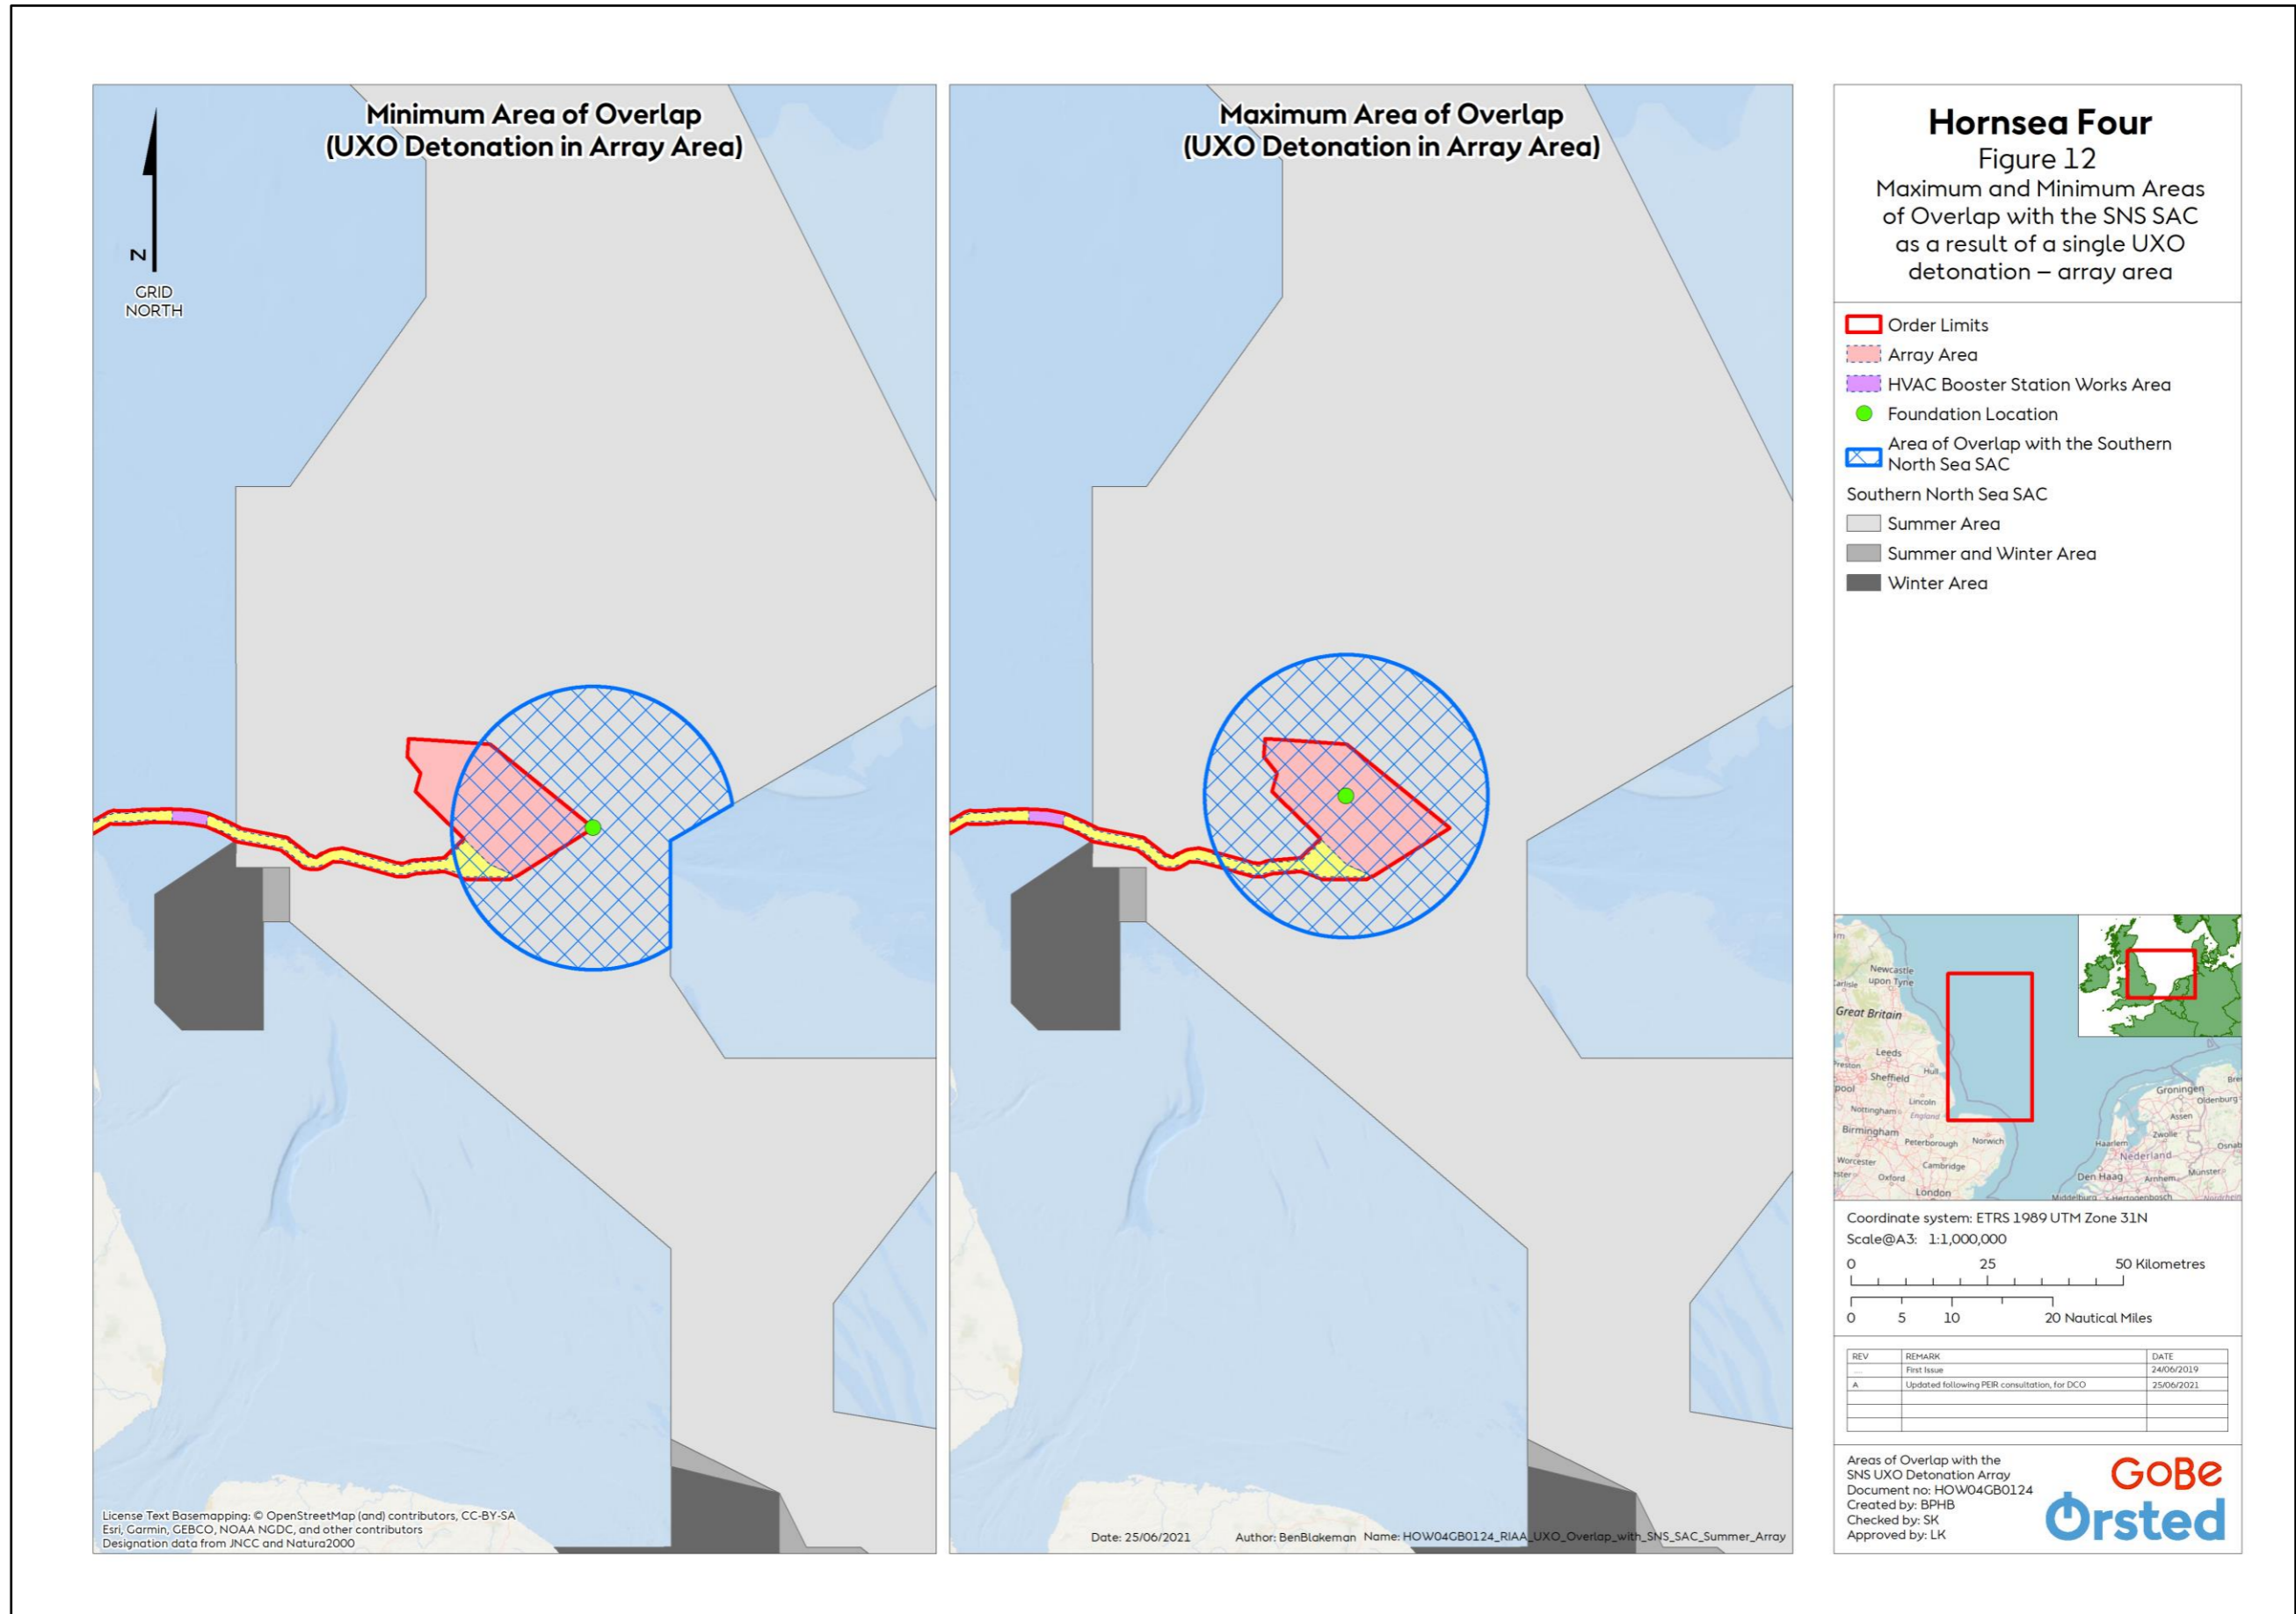 Minimum Area of Overlap
(UXO Detonation in Array Area)
N
GRID
NORTH
License Text Basemapping: © OpenStreetMap (and) contributors, CC-BY-SA
Esri, Garmin, GEBCO, NOAA NGDC, and other contributors
Designation data from JNCC and Natura2000
Maximum Area of Overlap
(UXO Detonation in Array Area)
Date: 25/06/2021 Author: BenBlakeman Name: HOW04GB0124_RIAA_UXO_Overlap_with_SNS_SAC_Summer_Array
Hornsea Four
Figure 12
Maximum and Minimum Areas
of Overlap with the SNS SAC
as a result of a single UXO
detonation – array area
Order Limits
Array Area
HVAC Booster Station Works Area
Foundation Location
Area of Overlap with the Southern
North Sea SAC
Southern North Sea SAC
Summer Area
Summer and Winter Area
Winter Area
Newcastle
upon Tyne
Carlisle
Great Britain
Leeds
Preston
Hull
Sheffield
pool
Lincoln
Nottingham
England
Birmingham
Peterborough
Norwich
Worcester
Cambridge
Oxford
London
Groningen
Oldenburg
Assen
Haarlem
Zwolle
Osnab
Nederland
Den Haag
Arnhem
Münster
Middelburg
's-Hertogenbosch
Coordinate system: ETRS 1989 UTM Zone 31N
Scale@A3: 1:1,000,000
0 25 50 Kilometres
0 5 10 20 Nautical Miles
REV REMARK DATE
.... First Issue 24/06/2019
A Updated following PEIR consultation, for DCO 25/06/2021
Areas of Overlap with the
SNS UXO Detonation Array
Document no: HOW04GB0124
Created by: BPHB
Checked by: SK
Approved by: LK
GoBe
Orsted